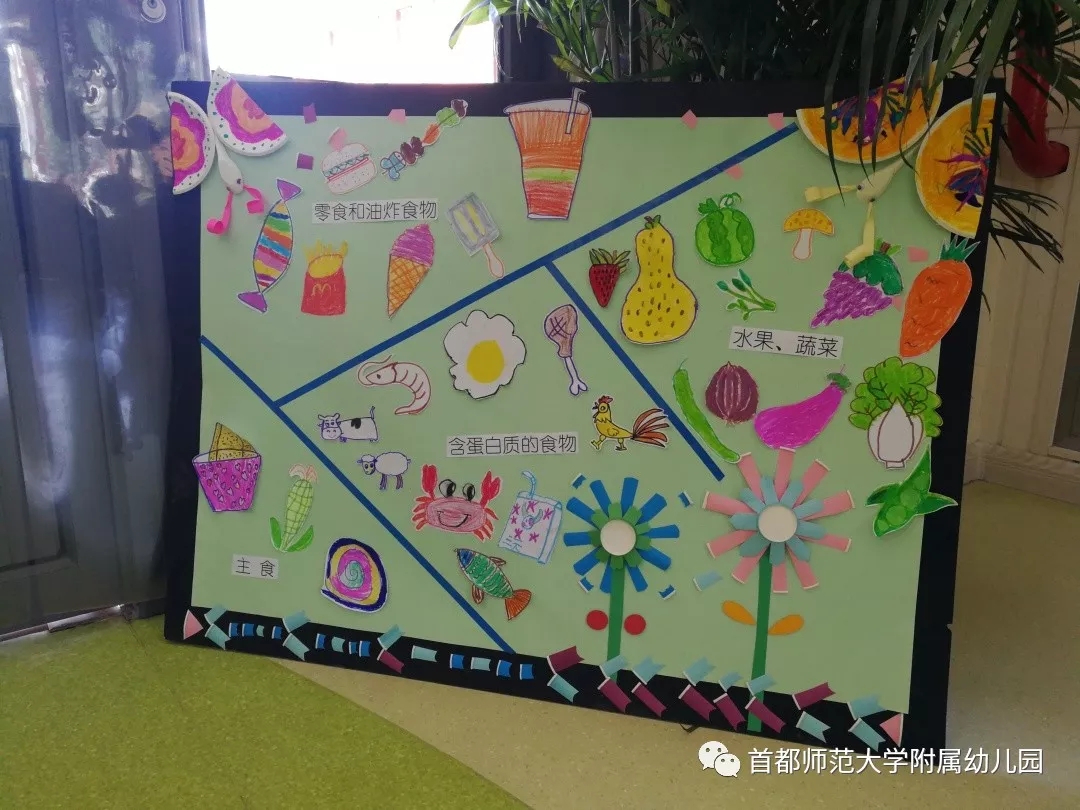 零食和油炸食物
M
水果、蔬菜
含蛋白质的食物
主食
首都师范大学附属幼儿园